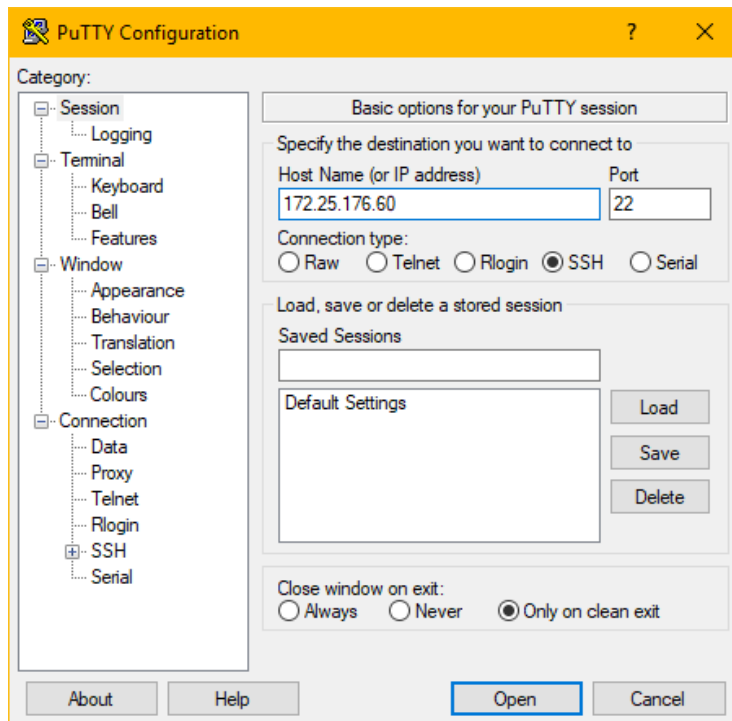 PuTTY Configuration
?
Category:
Session
Logging
Terminal
Keyboard
Bell
Features
Window
Appearance
Behaviour
Translation
Selection
Colours
Connection
Data
Proxy
Telnet
Rlogin
SSH
Serial
Basic options for your PuTTY session
Specify the destination you want to connect to
Host Name (or IP address) Port
172.25.176.60 22
Connection type:
Raw Telnet Rlogin SSH Serial
Load, save or delete a stored session
Saved Sessions
Default Settings
Load
Save
Delete
Close window on exit:
Always Never Only on clean exit
About Help Open Cancel